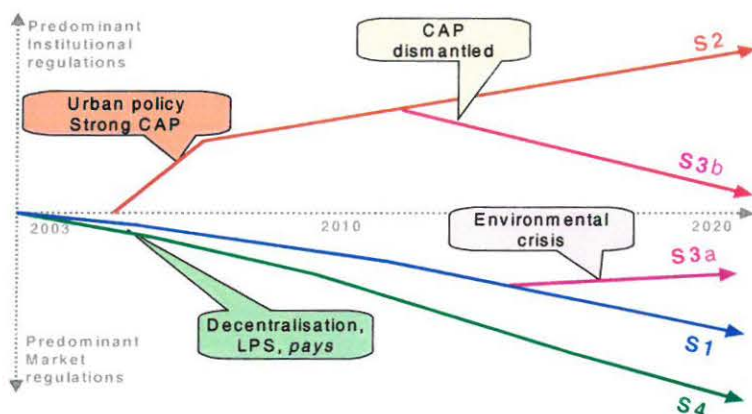 Predominant
Institutional
regulations
CAP
dismantled
S2
Urban policy
Strong CAP
S3b
2003
2010
2020
Environmental
crisis
S3a
Decentralisation,
LPS, pays
S1
Predominant
Market
regulations
S4